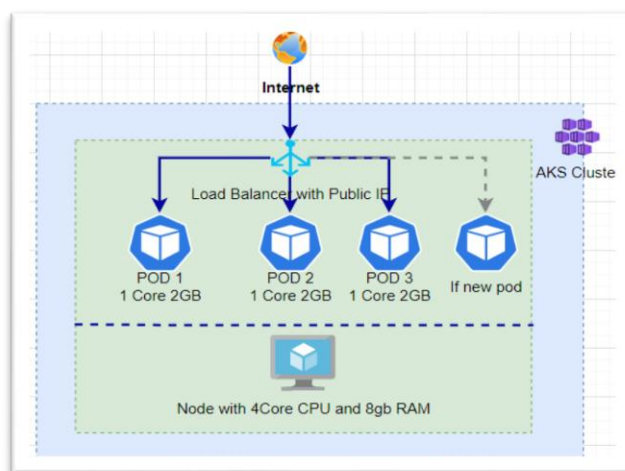 Internet
AKS Cluste
Load Balancer with Public IP
POD 1
1 Core 2GB
POD 2
1 Core 2GB
POD 3
1 Core 2GB
If new pod
Node with 4Core CPU and 8gb RAM